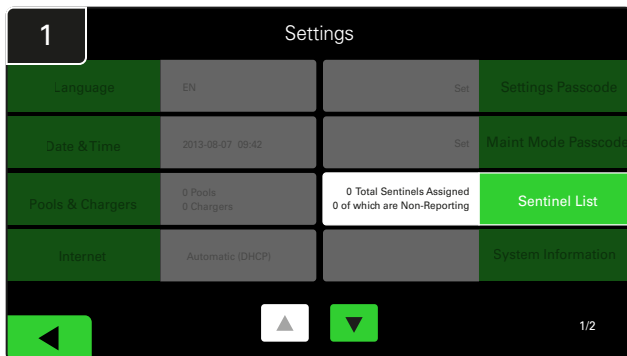 1
Settings
Language
EN
Set
Settings Passcode
Date & Time
2013-08-07 09:42
Set
Maint Mode Passcode
Pools & Chargers
0 Pools
0 Chargers
0 Total Sentinels Assigned
0 of which are Non-Reporting
Sentinel List
Internet
Automatic (DHCP)
System Information
1/2